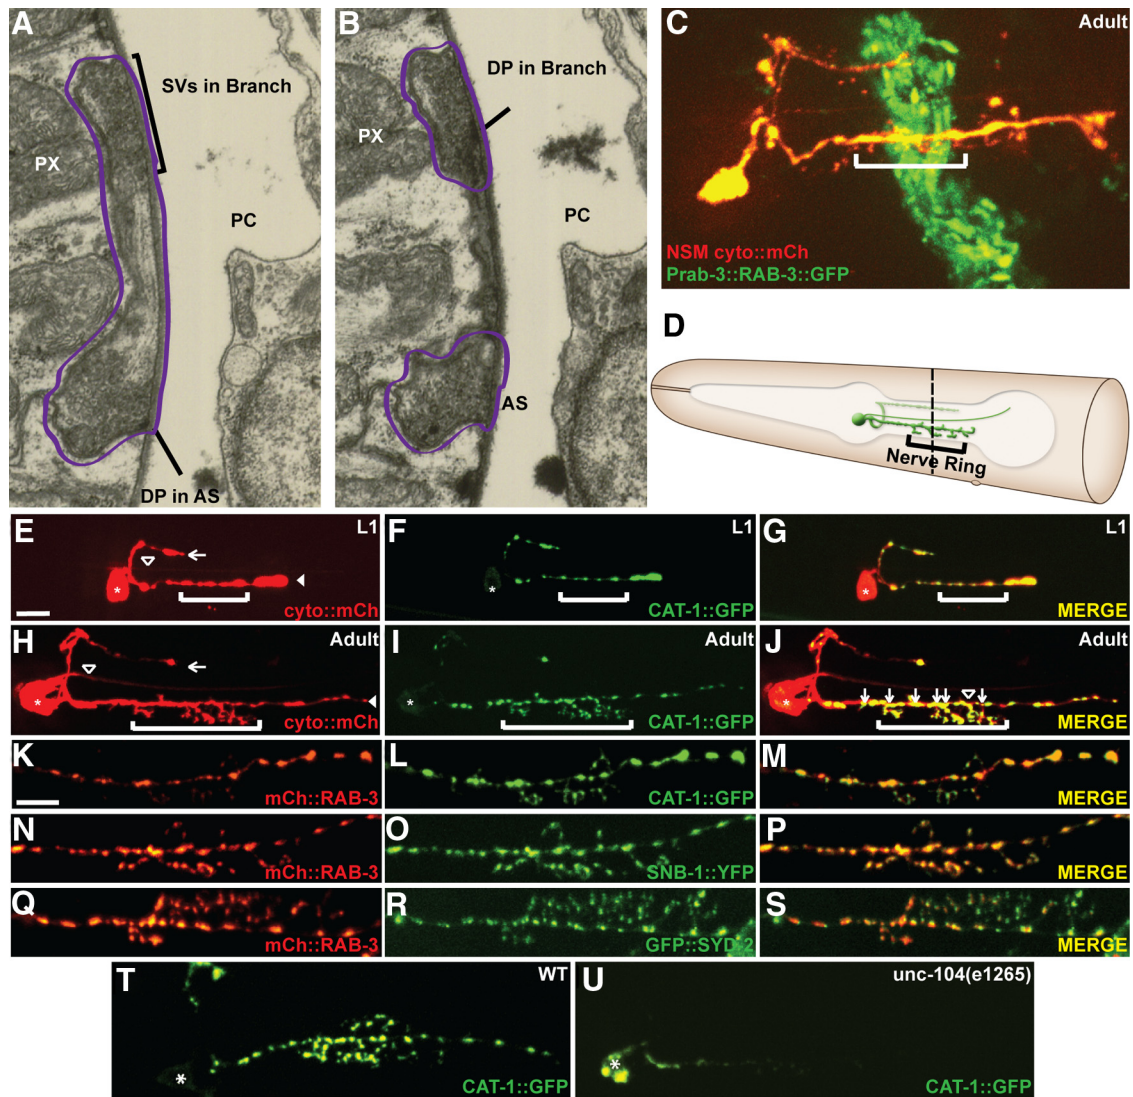 A
SVs in Branch
PX
PC
DP in AS
B
DP in Branch
PX
PC
AS
C
Adult
NSM cyto::mCh
Prab-3::RAB-3::GFP
D
Nerve Ring
E
L1
*
cyto::mCh
F
L1
*
CAT-1::GFP
G
L1
*
MERGE
H
Adult
*
cyto::mCh
I
Adult
*
CAT-1::GFP
J
Adult
*
MERGE
K
mCh::RAB-3
L
CAT-1::GFP
M
MERGE
N
mCh::RAB-3
O
SNB-1::YFP
P
MERGE
Q
mCh::RAB-3
R
GFP::SYD-2
S
MERGE
T
WT
*
CAT-1::GFP
U
unc-104(e1265)
*
CAT-1::GFP